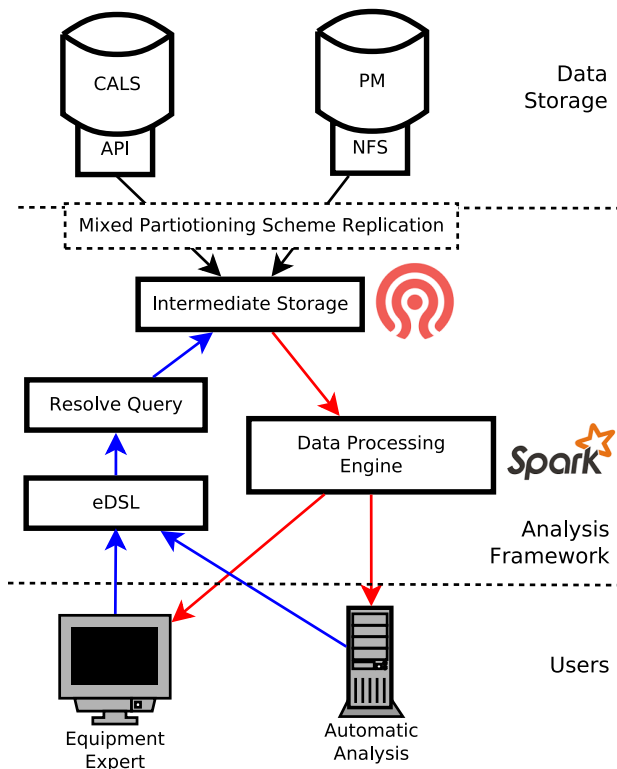 CALS
PM
Data
Storage
API
NFS
Mixed Partiotioning Scheme Replication
Intermediate Storage
Resolve Query
Data Processing
Engine
Spark
eDSL
Analysis
Framework
Users
Equipment
Expert
Automatic
Analysis